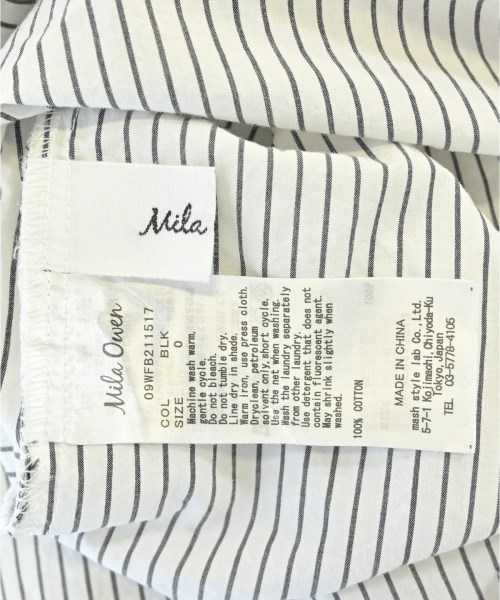 Mila
Mila Owen
09WFB211517
COL BLK
SIZE 0
Machine wash warm,
gentle cycle.
Do not bleach.
Do not tumble dry.
Line dry in shade.
Warm iron, use press cloth.
Dryclean, petroleum
solvent only, short cycle.
Use the net when washing.
Wash the laundry separately
from other laundry.
Use detergent that does not
contain fluorescent agent.
May shrink slightly when
washed.
100% COTTON
MADE IN CHINA
mash style lab Co., Ltd.
5-7-1 Kojimachi, Chiyoda-Ku
Tokyo, Japan
TEL 03-5778-4105